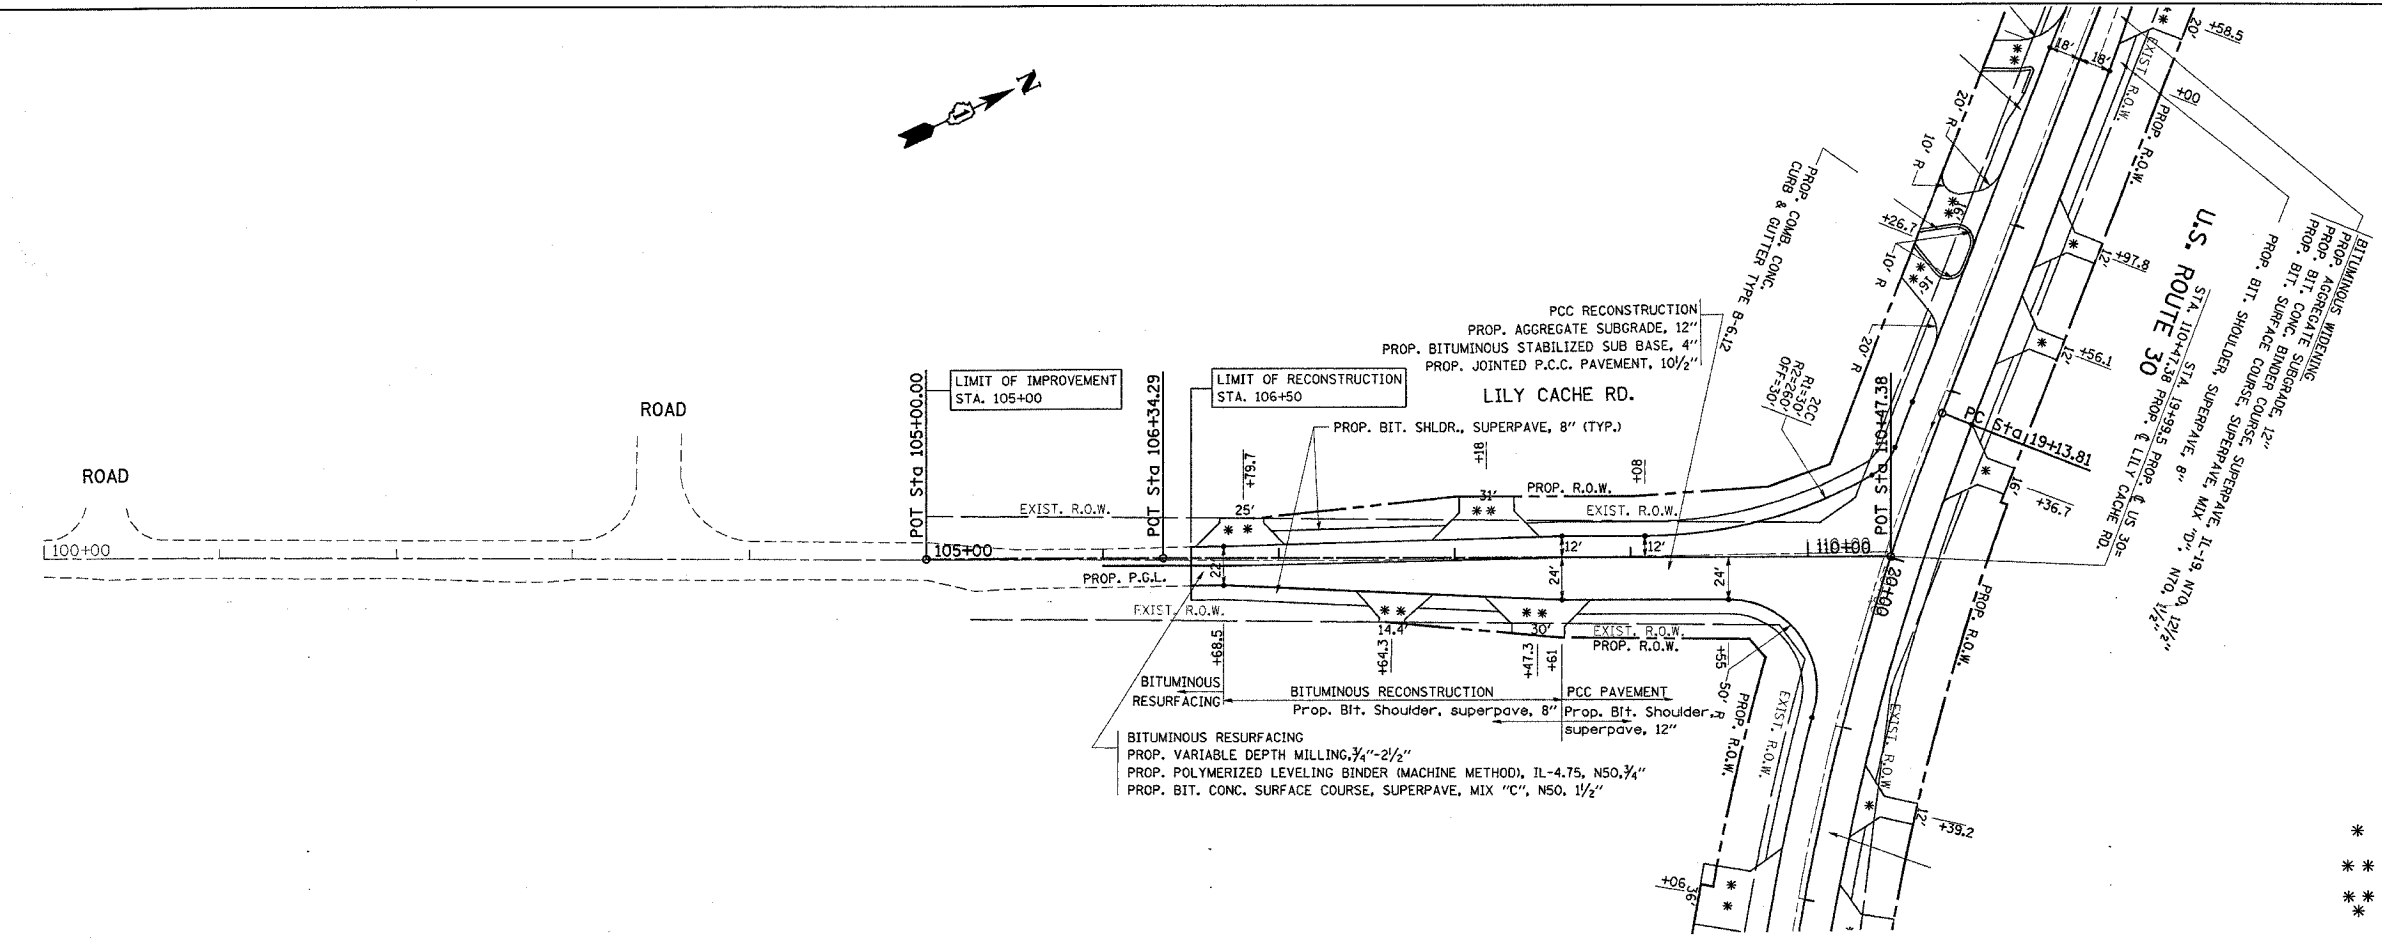 N
1
ROAD
ROAD
100+00
EXIST. R.O.W.
POT Sta 105+00.00
LIMIT OF IMPROVEMENT
STA. 105+00
105+00
POT Sta 106+34.29
LIMIT OF RECONSTRUCTION
STA. 106+50
PCC RECONSTRUCTION
PROP. AGGREGATE SUBGRADE, 12"
PROP. BITUMINOUS STABILIZED SUB BASE, 4"
PROP. JOINTED P.C.C. PAVEMENT, 10½"
LILY CACHE RD.
PROP. BIT. SHLDR., SUPERPAVE, 8" (TYP.)
PROP. COMB. CONC.
CURB & GUTTER TYPE B-6.12
2CC
R1=30'
R2=260'
OFF=30'
+79.7
+18
+08
25'
31'
* *
* *
PROP. R.O.W.
EXIST. R.O.W.
12'
12'
110+00
POT Sta 110+47.38
20+00
PROP. P.G.L.
22'
24'
24'
EXIST. R.O.W.
* *
* *
14.4'
30'
EXIST. R.O.W.
PROP. R.O.W.
+68.5
+64.3
+47.3
+61
+55
50' R
PROP. R.O.W.
EXIST. R.O.W.
BITUMINOUS
RESURFACING
BITUMINOUS RECONSTRUCTION
PCC PAVEMENT
Prop. Bit. Shoulder, superpave, 8"
Prop. Bit. Shoulder,
superpave, 12"
BITUMINOUS RESURFACING
PROP. VARIABLE DEPTH MILLING,¾"-2½"
PROP. POLYMERIZED LEVELING BINDER (MACHINE METHOD), IL-4.75, N50,¾"
PROP. BIT. CONC. SURFACE COURSE, SUPERPAVE, MIX "C", N50, 1½"
18'
18'
20'
+58.5
EXIST. R.O.W.
+00
PROP. R.O.W.
* *
20' R
10' R
16'
* *
+26.7
10' R
16'
* *
20' R
*
12'
+97.8
*
12'
+56.1
U.S. ROUTE 30
PC Sta 19+13.81
*
16'
+36.7
BITUMINOUS WIDENING
PROP. AGGREGATE SUBGRADE, 12"
PROP. BIT. CONC. BINDER COURSE, SUPERPAVE, IL-19, N70, 12½"
PROP. BIT. SURFACE COURSE, SUPERPAVE, MIX "D", N70, 1½"
PROP. BIT. SHOULDER, SUPERPAVE, 8"
STA. 19+99.5 PROP. ℄ US 30=
STA. 110+47.38 PROP. ℄ LILY CACHE RD.
PROP. R.O.W.
EXIST. R.O.W.
*
12'
+39.2
+06
36'
* *
*
* *
* *
*